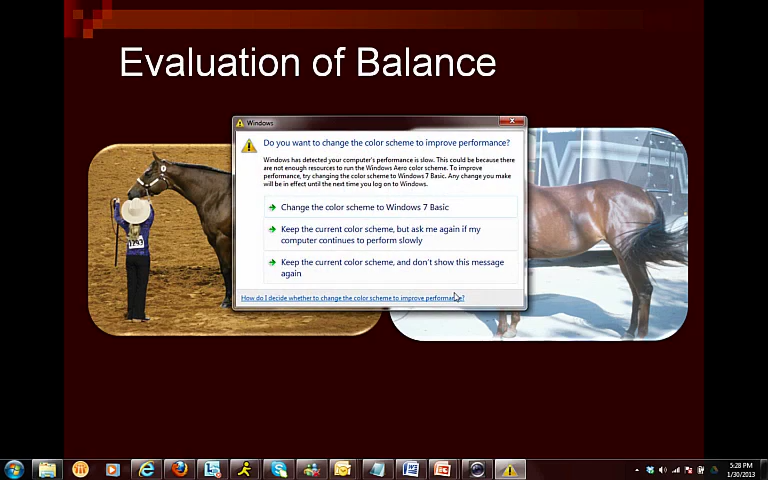 Evaluation of Balance
Windows
Do you want to change the color scheme to improve performance?
Windows has detected your computer's performance is slow. This could be because there
are not enough resources to run the Windows Aero color scheme. To improve
performance, try changing the color scheme to Windows 7 Basic. Any change you make
will be in effect until the next time you log on to Windows.
Change the color scheme to Windows 7 Basic
Keep the current color scheme, but ask me again if my
computer continues to perform slowly
Keep the current color scheme, and don't show this message
again
How do I decide whether to change the color scheme to improve performance?
1293
5:28 PM
1/30/2013